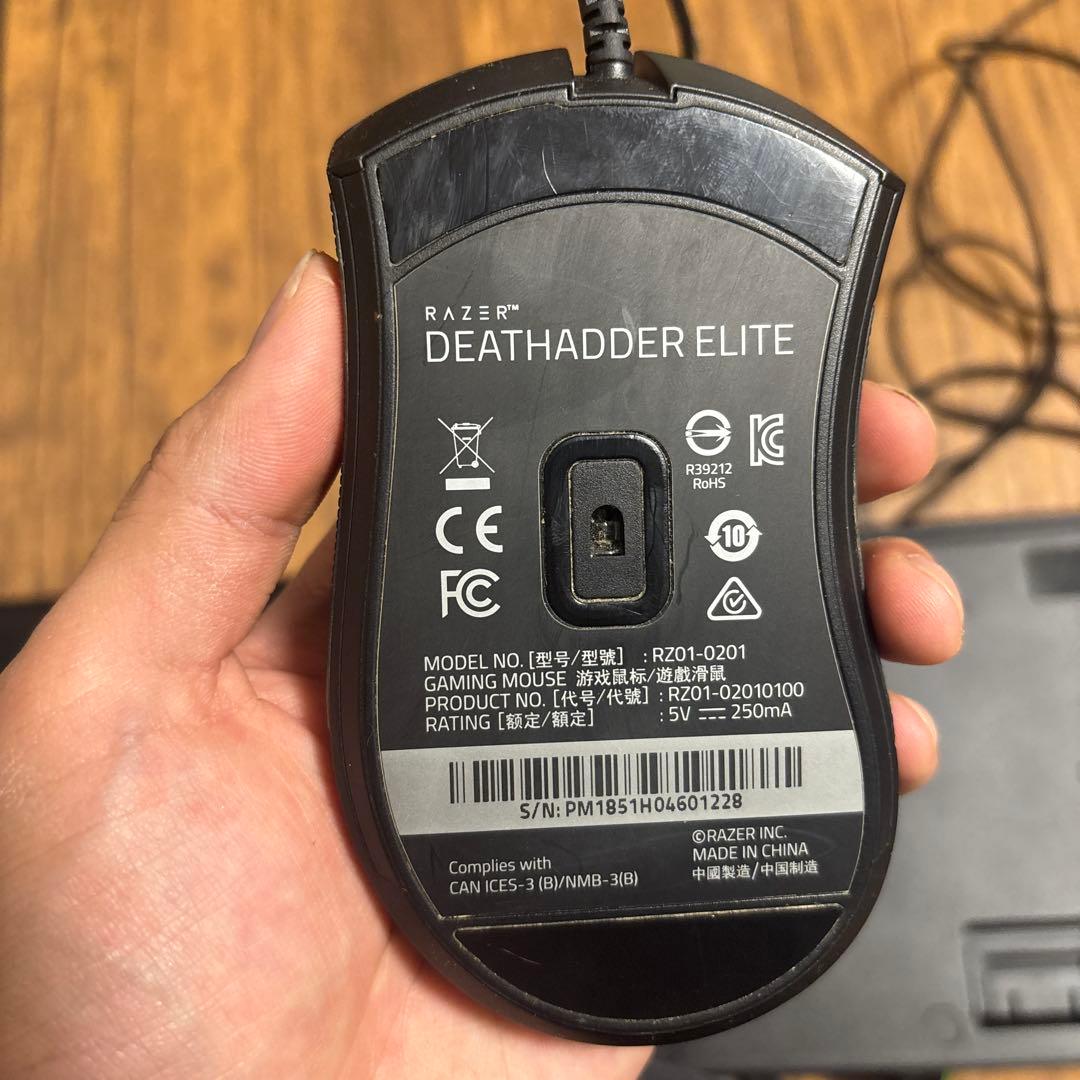 RAZER™
DEATHADDER ELITE
R39212
RoHS
CE
10
FC
MODEL NO. [型号/型號] : RZ01-0201
GAMING MOUSE 游戏鼠标/遊戲滑鼠
PRODUCT NO. [代号/代號] : RZ01-02010100
RATING [额定/額定] : 5V ⎓ 250mA
S/N: PM1851H04601228
©RAZER INC.
MADE IN CHINA
中國製造/中国制造
Complies with
CAN ICES-3 (B)/NMB-3(B)